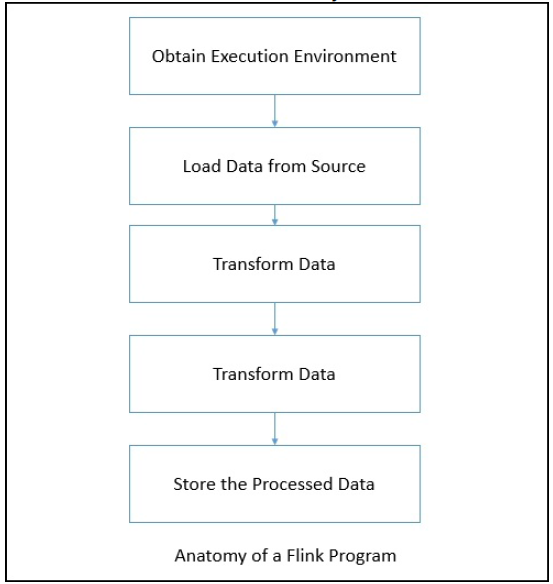 Obtain Execution Environment
Load Data from Source
Transform Data
Transform Data
Store the Processed Data
Anatomy of a Flink Program